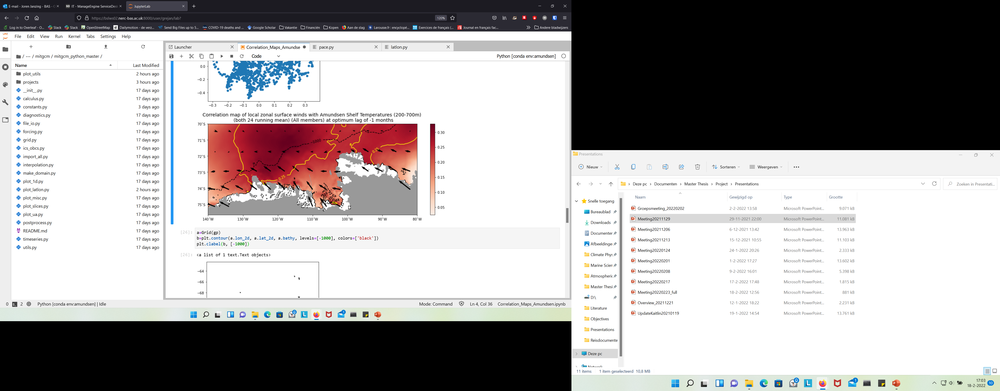 E-mail - Joren Janzing - BAS - O
IT - ManageEngine ServiceDesk
JupyterLab
https://bslws02.nerc-bas.ac.uk:8000/user/grejan/lab?
120%
Log in to Overleaf - O...
Slack
Slack
OpenStreetMap
Dailymotion - de verz...
Send Big Files up to 5...
COVID-19 deaths and ...
Google Scholar
Vakantie
Financiën
Kopen
Aan de slag
Larousse.fr : encyclopé...
Exercices de français (...
Journal en français fac...
Andere bladwijzers
File Edit View Run Kernel Tabs Settings Help
/ ··· / mitgcm / mitgcm_python_master /
Name Last Modified
plot_utils 2 hours ago
projects 3 hours ago
__init__.py 17 days ago
calculus.py 17 days ago
constants.py 3 days ago
diagnostics.py 17 days ago
file_io.py 17 days ago
forcing.py 17 days ago
grid.py 17 days ago
ics_obcs.py 17 days ago
import_all.py 17 days ago
interpolation.py 17 days ago
make_domain.py 17 days ago
plot_1d.py 17 days ago
plot_latlon.py 2 hours ago
plot_misc.py 17 days ago
plot_slices.py 17 days ago
plot_ua.py 17 days ago
postprocess.py 17 days ago
README.md 17 days ago
timeseries.py 17 days ago
utils.py 17 days ago
Launcher
Correlation_Maps_Amundse
pace.py
latlon.py
Code
Python [conda env:amundsen]
0.0
−0.2
−0.4
−0.3 −0.2 −0.1 0.0 0.1 0.2 0.3
Correlation map of local zonal surface winds with Amundsen Shelf Temperatures (200-700m)
(both 24 running mean) (All members) at optimum lag of -1 months
70°S
71°S
72°S
73°S
74°S
75°S
140°W 130°W 120°W 110°W 100°W 90°W 80°W
−1000
0.25
0.25
0.30
0.25
0.20
0.15
0.10
0.05
[26]: a=Grid(gp)
b=plt.contour(a.lon_2d, a.lat_2d, a.bathy, levels=[-1000], colors=['black'])
plt.clabel(b, [-1000])
[26]: <a list of 1 text.Text objects>
−64
−66
−68
0 2 Python [conda env:amundsen] | Idle
Mode: Command Ln 4, Col 36 Correlation_Maps_Amundsen.ipynb
Presentations
Nieuw
Sorteren
Weergeven
Deze pc › Documenten › Master Thesis › Project › Presentations
Zoeken in Presentati...
Naam Gewijzigd op Type Grootte
Groepsmeeting_20220202 2-2-2022 13:58 Microsoft PowerPoint... 9.071 kB
Meeting20211129 29-11-2021 22:00 Microsoft PowerPoint... 11.081 kB
Meeting20211206 6-12-2021 13:42 Microsoft PowerPoint... 13.963 kB
Meeting20211213 15-12-2021 10:55 Microsoft PowerPoint... 11.103 kB
Meeting20220124 24-1-2022 20:26 Microsoft PowerPoint... 2.333 kB
Meeting20220201 1-2-2022 17:27 Microsoft PowerPoint... 13.602 kB
Meeting20220208 9-2-2022 16:01 Microsoft PowerPoint... 5.398 kB
Meeting20220217 17-2-2022 17:48 Microsoft PowerPoint... 1.815 kB
Meeting20220223_full 18-2-2022 12:56 Microsoft PowerPoint... 881 kB
Overview_20211221 12-1-2022 18:22 Microsoft PowerPoint... 2.231 kB
UpdateKaitlin20210119 19-1-2022 14:54 Microsoft PowerPoint... 13.761 kB
Snelle toegang
Bureaublad
Downloads
Documenter
Afbeeldinge
Climate Phys
Marine Scien
Atmospheric
Master Thesi
D:\
Literature
Objectives
Presentations
Reisdocumente
Deze pc
Netwerk
11 items 1 item geselecteerd 10,8 MB
17:03
18-2-2022
10